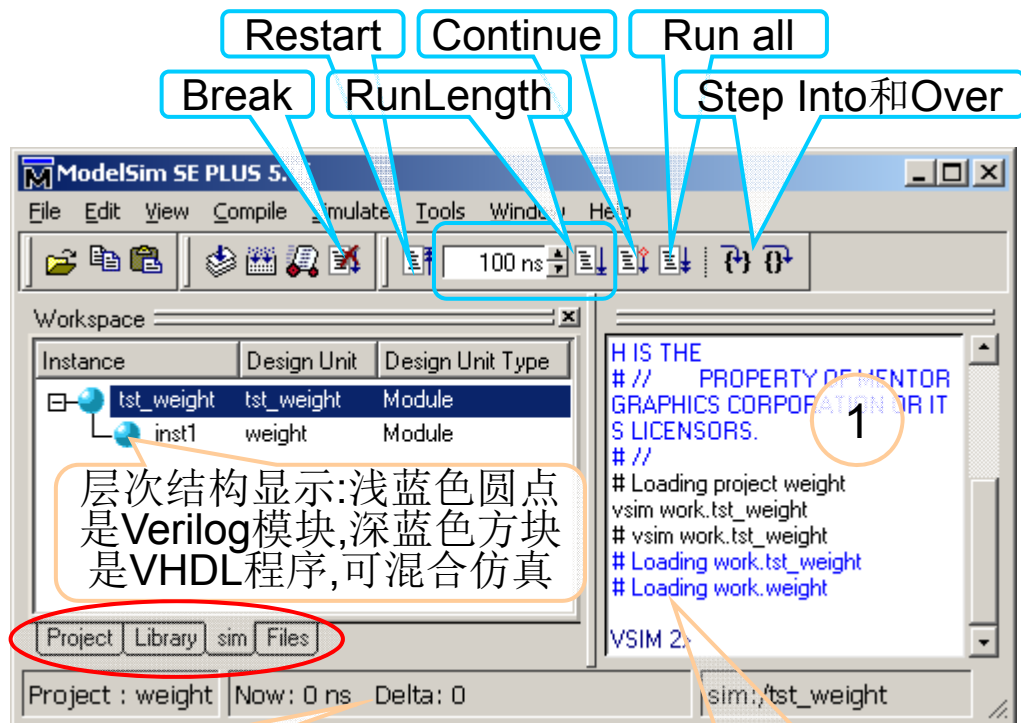 Restart Continue Run all
Break RunLength Step Into和Over
ModelSim SE PLUS 5.
File Edit View Compile Simulate Tools Window Help
100 ns
Workspace
Instance Design Unit Design Unit Type
tst_weight tst_weight Module
inst1 weight Module
层次结构显示:浅蓝色圆点
是Verilog模块,深蓝色方块
是VHDL程序,可混合仿真
Project Library sim Files
H IS THE
# // PROPERTY OF MENTOR
GRAPHICS CORPORATION OR IT
S LICENSORS.
# //
# Loading project weight
vsim work.tst_weight
# vsim work.tst_weight
# Loading work.tst_weight
# Loading work.weight
VSIM 2>
1
Project : weight Now: 0 ns Delta: 0 sim:/tst_weight